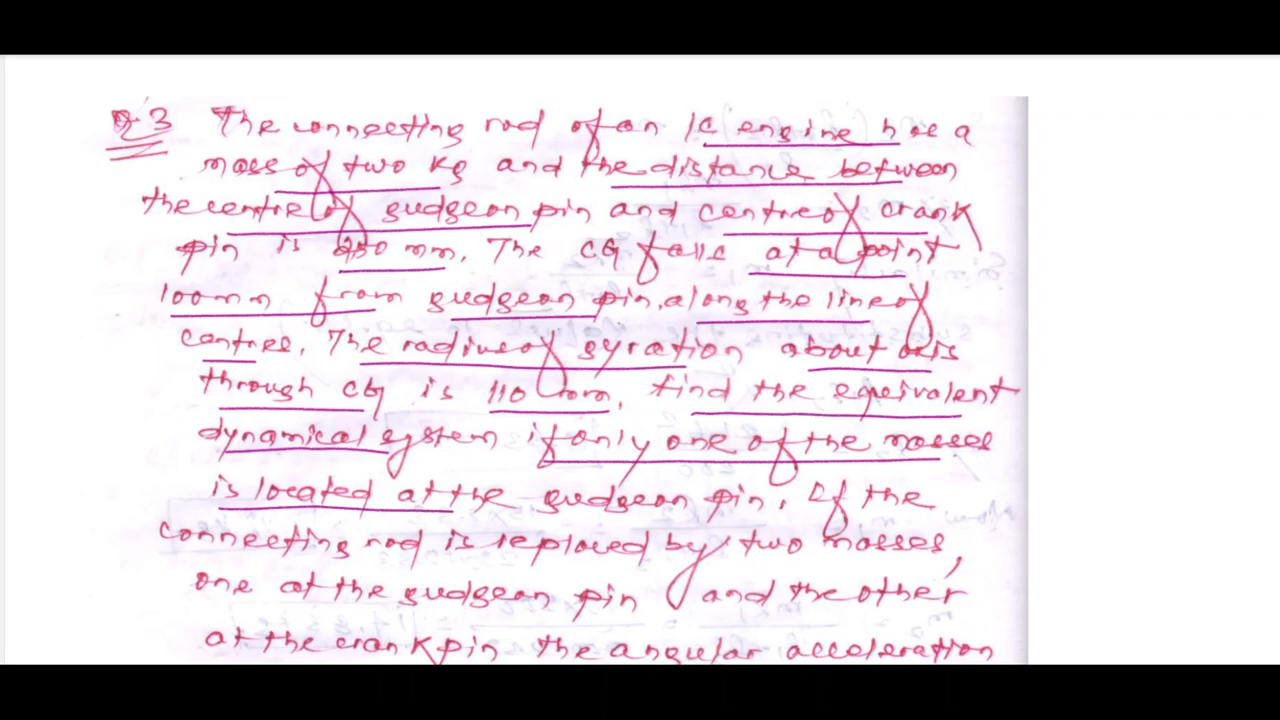 Q.3 The connecting rod of an IC engine has a
mass of two kg and the distance between
the centre of gudgeon pin and centre of crank
pin is 250 mm. The CG falls at a point
100 mm from gudgeon pin, along the line of
centres. The radius of gyration about axis
through CG is 110 mm. find the equivalent
dynamical system if only one of the masses
is located at the gudgeon pin. If the
connecting rod is replaced by two masses,
one at the gudgeon pin and the other
at the crank pin the angular acceleration